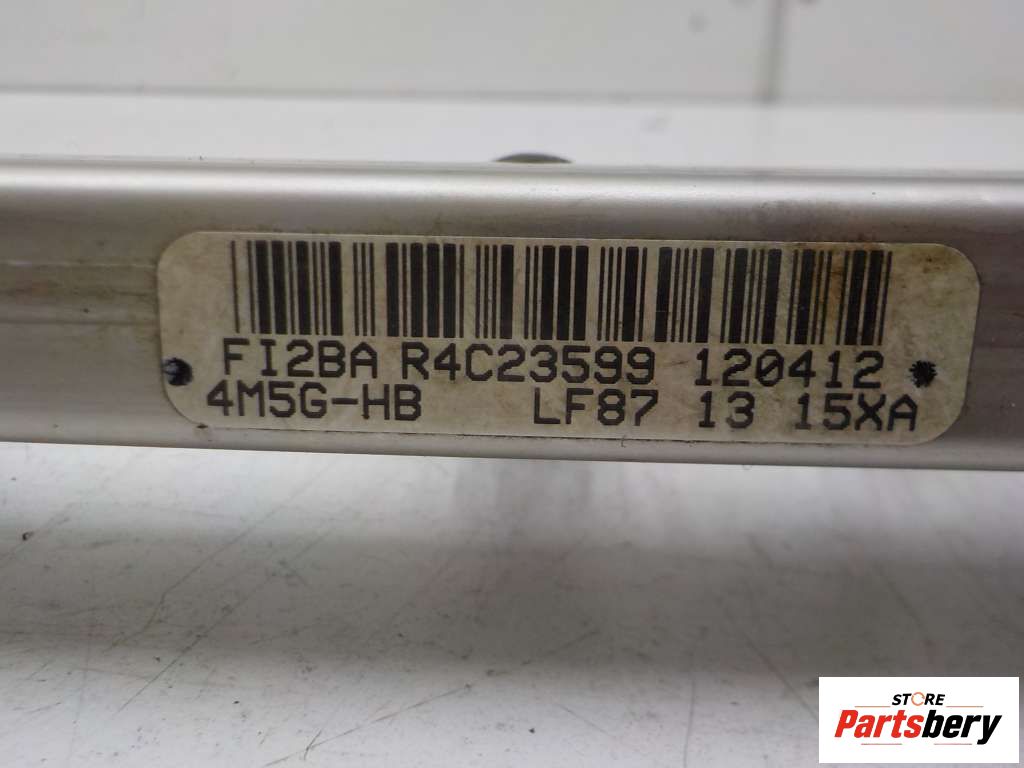 FI2BA R4C23599 120412
4M5G-HB LF87 13 15XA
STORE
Partsbery